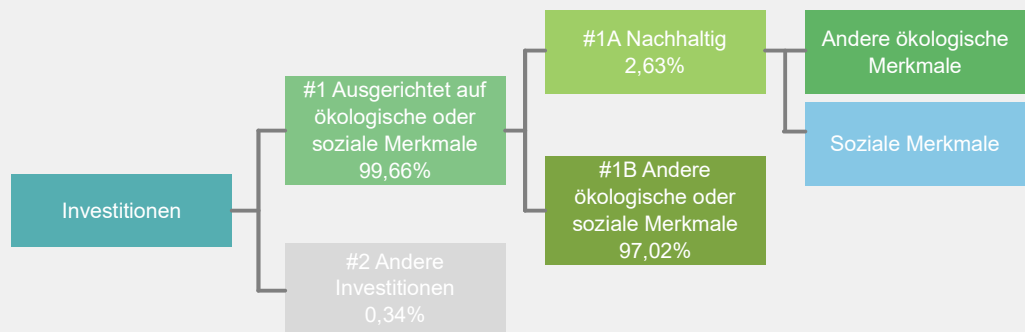 Investitionen
#1 Ausgerichtet auf
ökologische oder
soziale Merkmale
99,66%
#2 Andere
Investitionen
0,34%
#1A Nachhaltig
2,63%
#1B Andere
ökologische oder
soziale Merkmale
97,02%
Andere ökologische
Merkmale
Soziale Merkmale